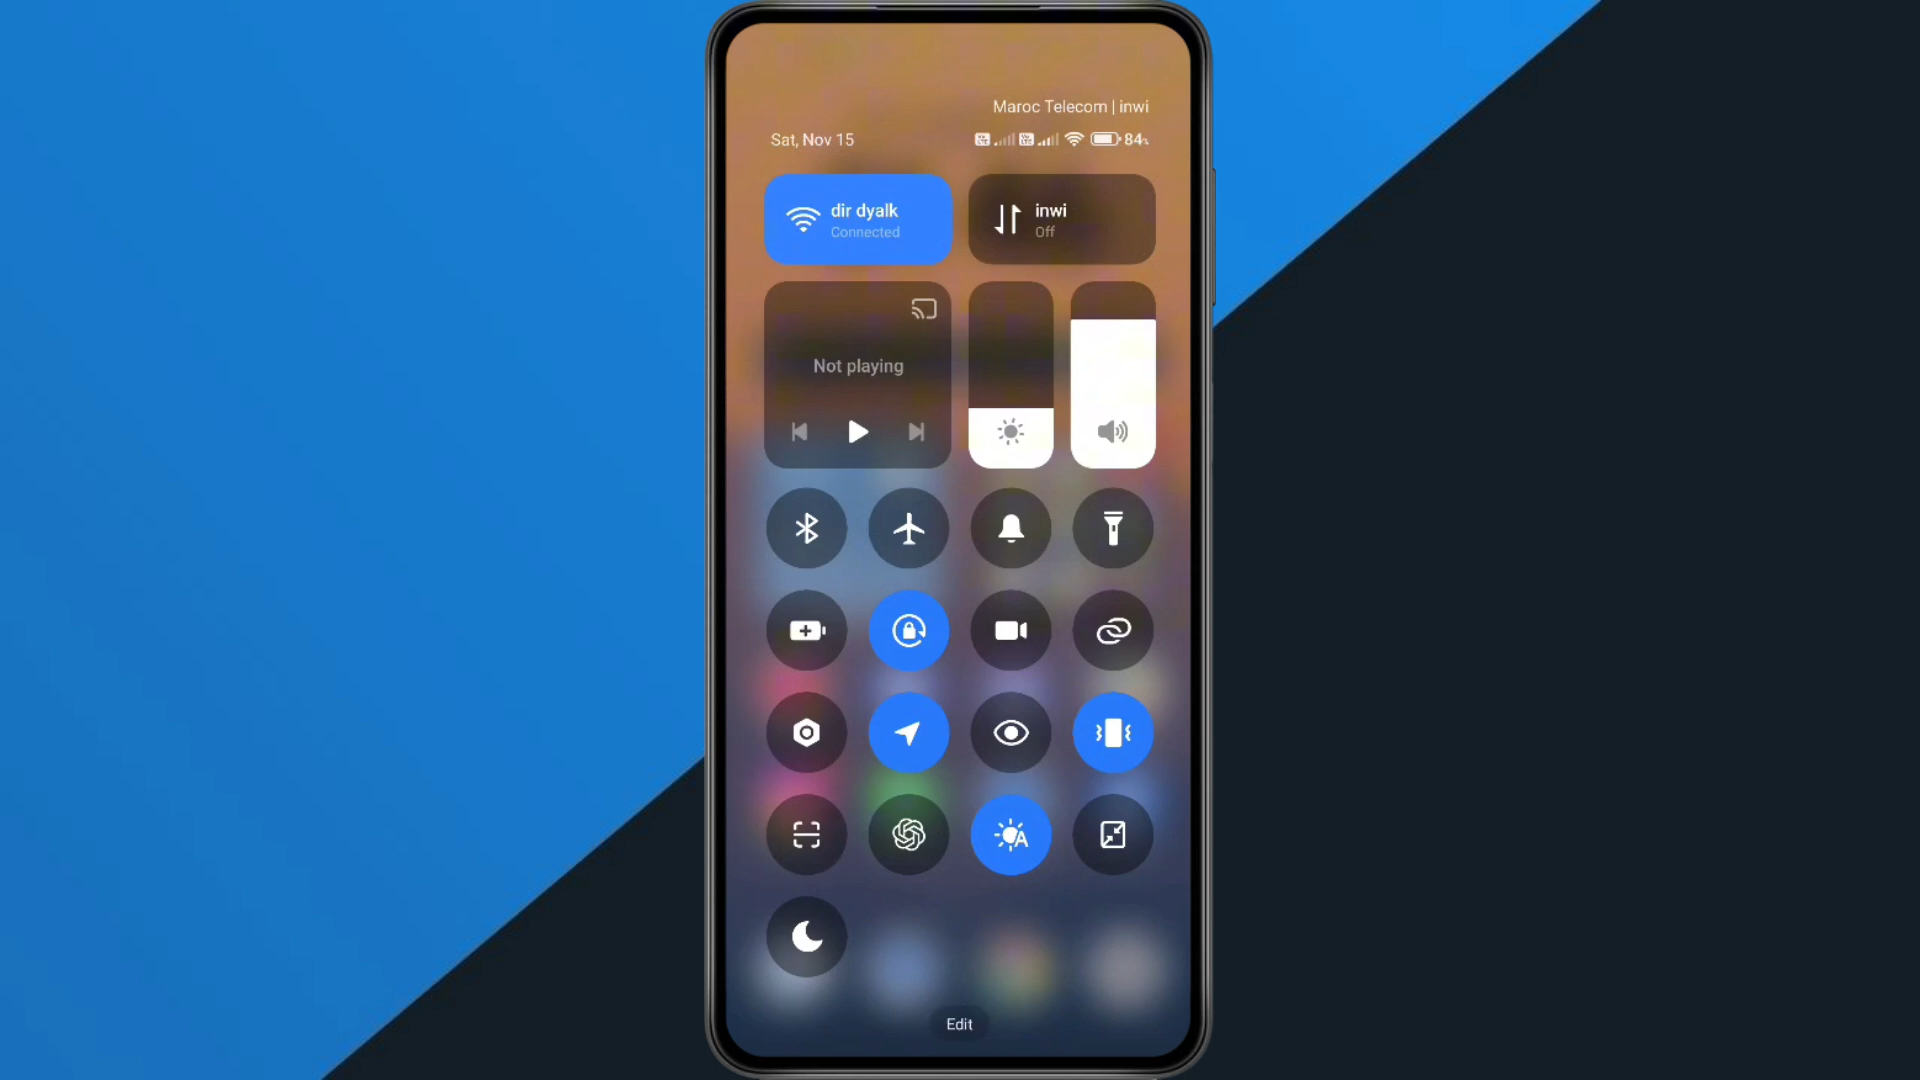 Maroc Telecom | inwi
Sat, Nov 15
84%
dir dyalk
Connected
inwi
Off
Not playing
A
Edit